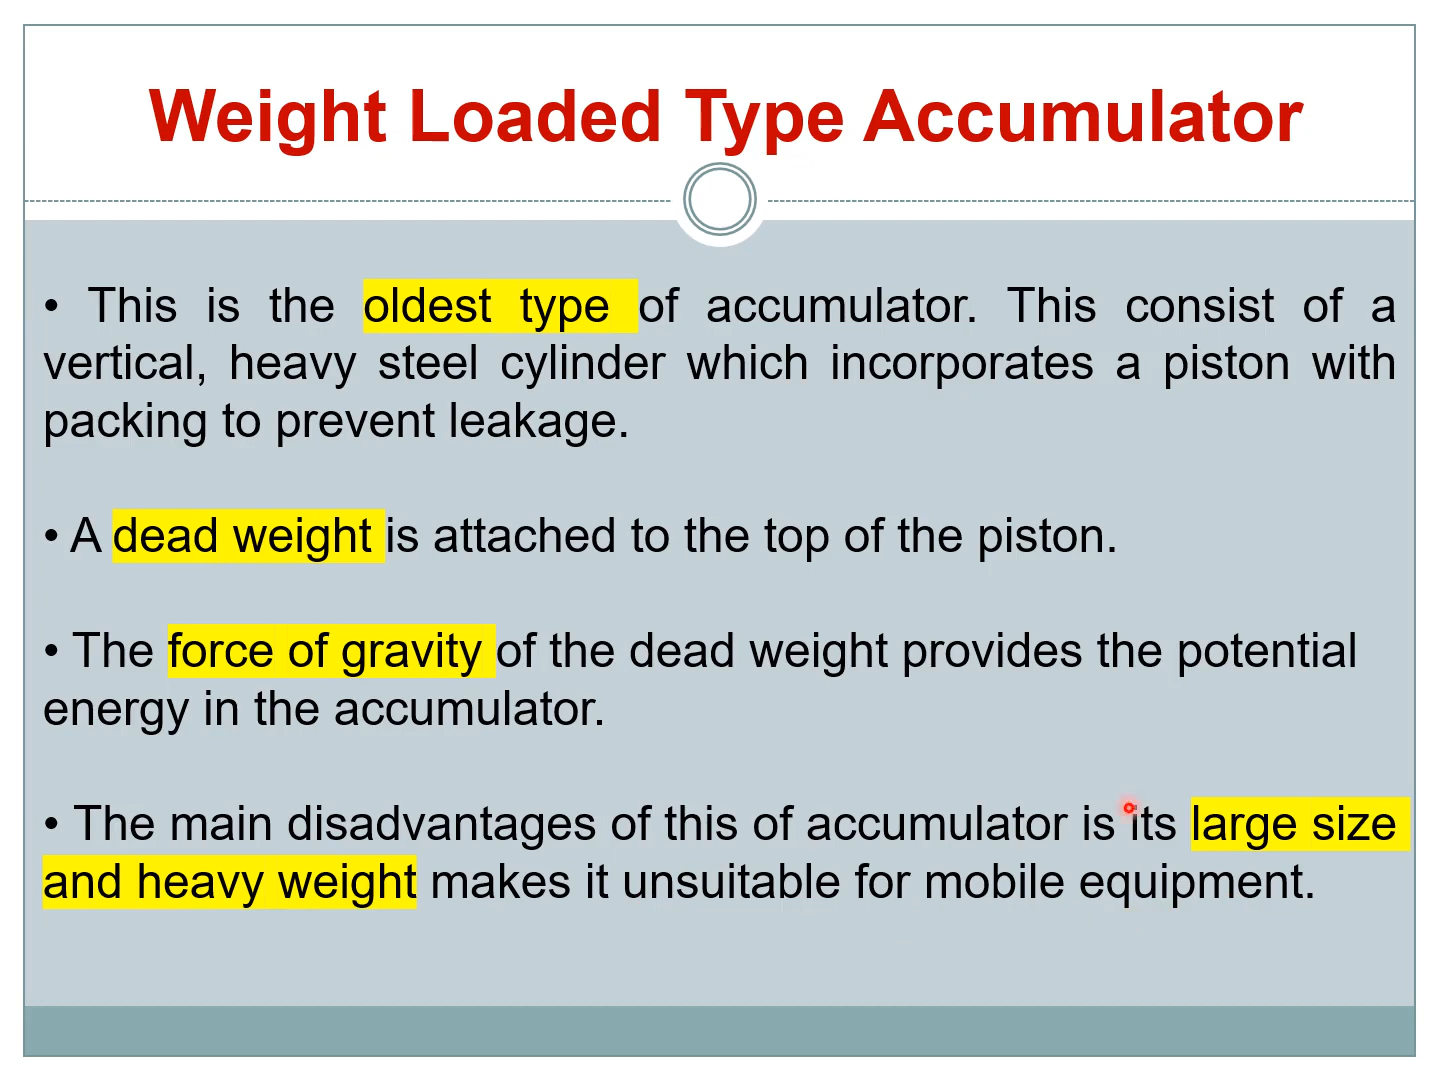 Weight Loaded Type Accumulator
• This is the oldest type of accumulator. This consist of a
vertical, heavy steel cylinder which incorporates a piston with
packing to prevent leakage.
• A dead weight is attached to the top of the piston.
• The force of gravity of the dead weight provides the potential
energy in the accumulator.
• The main disadvantages of this of accumulator is its large size
and heavy weight makes it unsuitable for mobile equipment.